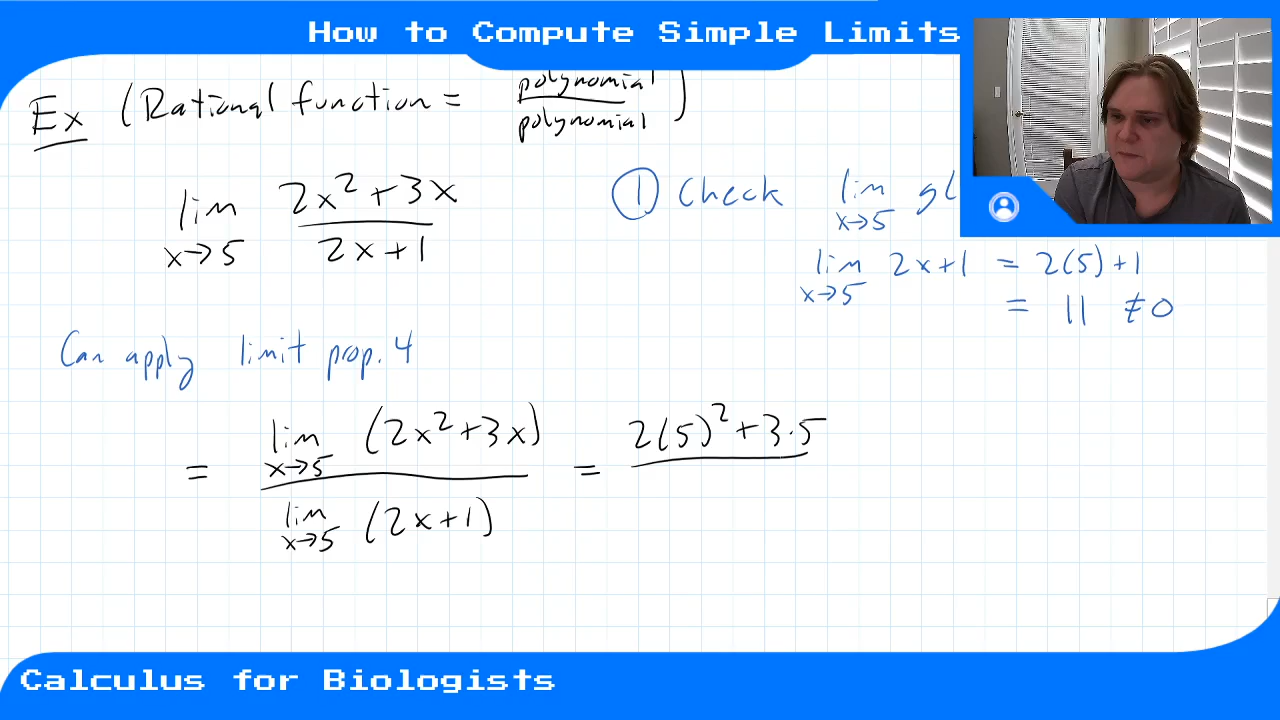 How to Compute Simple Limits
Ex (Rational function = polynomial / polynomial)
lim x→5 (2x² + 3x) / (2x + 1)
① Check lim x→5
lim x→5 2x+1 = 2(5)+1
= 11 ≠ 0
Can apply limit prop. 4
= lim x→5 (2x² + 3x) / lim x→5 (2x+1) = 2(5)² + 3·5
Calculus for Biologists